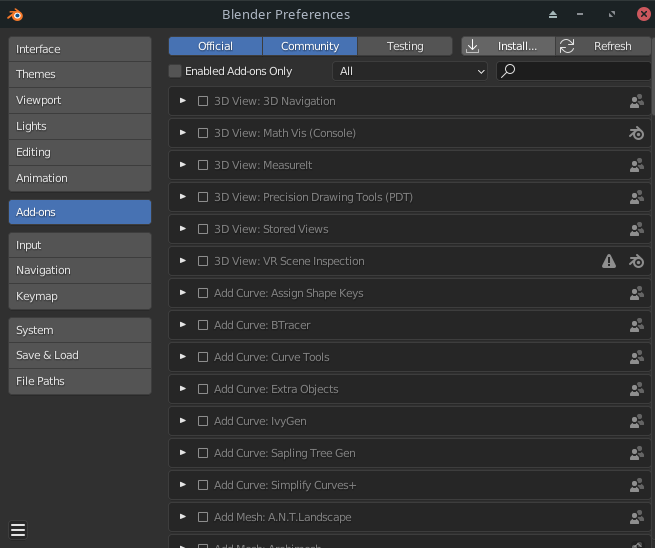 Blender Preferences
Interface
Themes
Viewport
Lights
Editing
Animation
Add-ons
Input
Navigation
Keymap
System
Save & Load
File Paths
Official Community Testing Install... Refresh
Enabled Add-ons Only All
3D View: 3D Navigation
3D View: Math Vis (Console)
3D View: MeasureIt
3D View: Precision Drawing Tools (PDT)
3D View: Stored Views
3D View: VR Scene Inspection
Add Curve: Assign Shape Keys
Add Curve: BTracer
Add Curve: Curve Tools
Add Curve: Extra Objects
Add Curve: IvyGen
Add Curve: Sapling Tree Gen
Add Curve: Simplify Curves+
Add Mesh: A.N.T.Landscape
Add Mesh: Archimesh